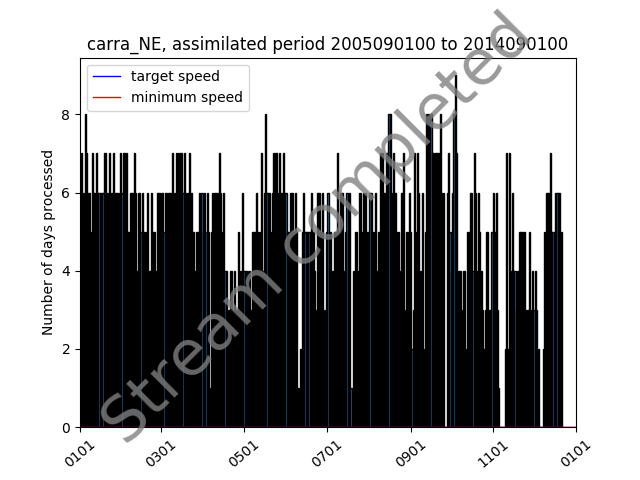 carra_NE, assimilated period 2005090100 to 2014090100
target speed
minimum speed
Stream completed
Number of days processed
8
6
4
2
0
0101
0301
0501
0701
0901
1101
0101